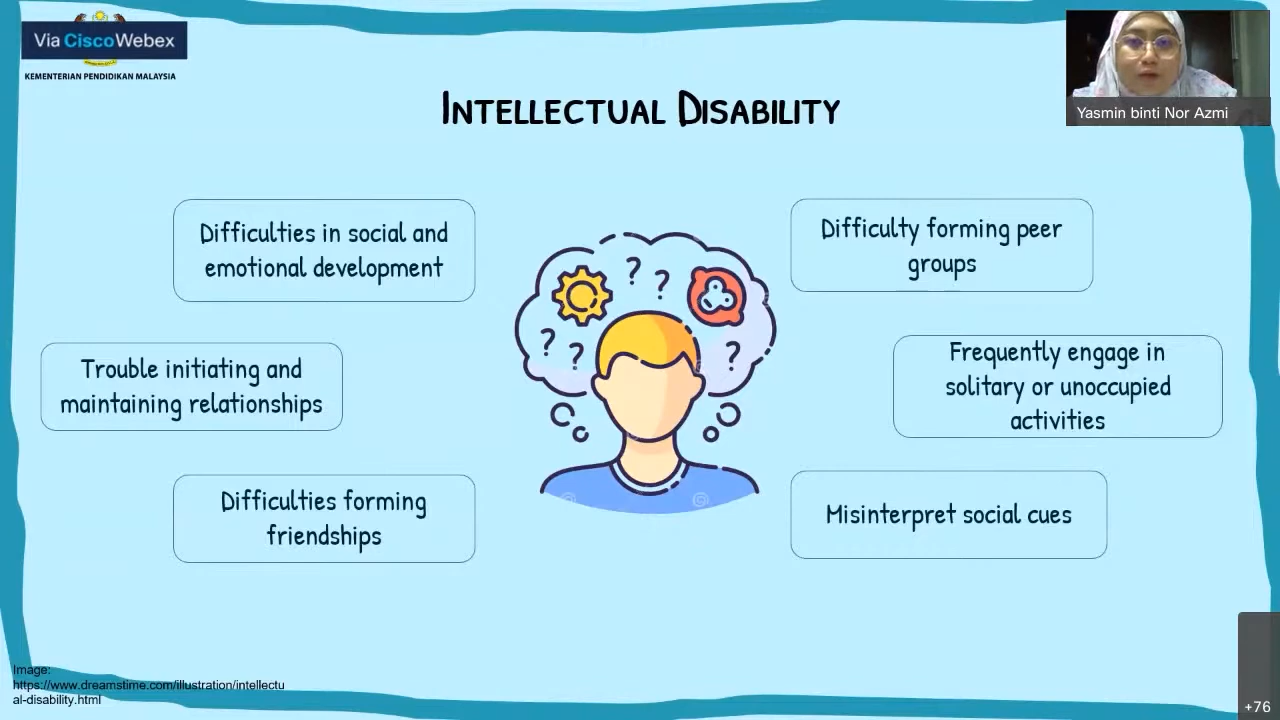 Via CiscoWebex
KEMENTERIAN PENDIDIKAN MALAYSIA
Yasmin binti Nor Azmi
INTELLECTUAL DISABILITY
Difficulties in social and
emotional development
Difficulty forming peer
groups
Trouble initiating and
maintaining relationships
Frequently engage in
solitary or unoccupied
activities
Difficulties forming
friendships
Misinterpret social cues
? ? ? ? ?
Image:
https://www.dreamstime.com/illustration/intellectu
al-disability.html
+76